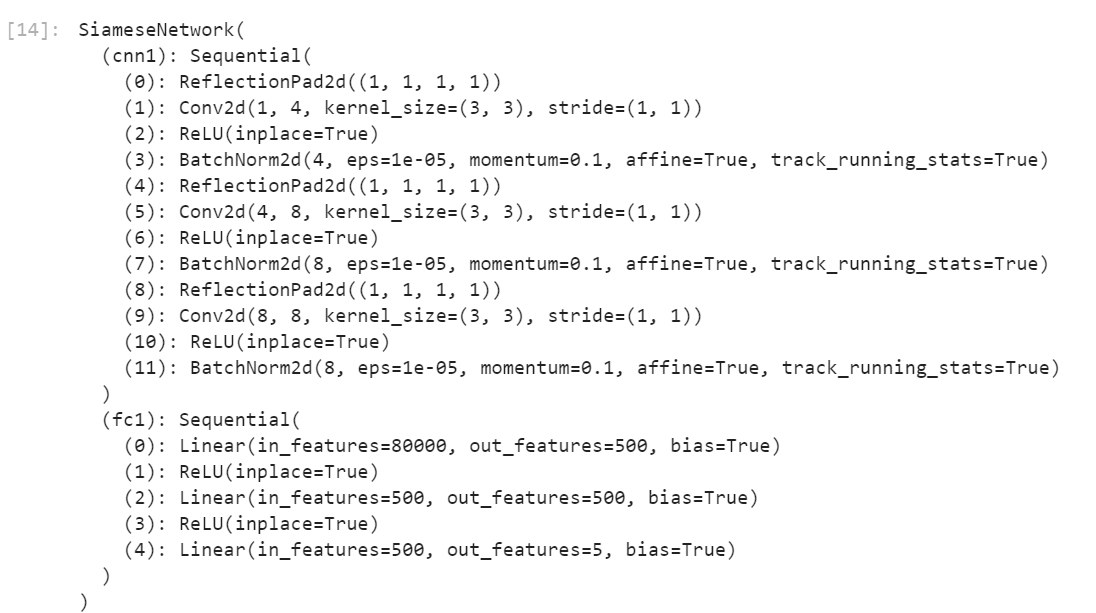 [14]: SiameseNetwork(
(cnn1): Sequential(
(0): ReflectionPad2d((1, 1, 1, 1))
(1): Conv2d(1, 4, kernel_size=(3, 3), stride=(1, 1))
(2): ReLU(inplace=True)
(3): BatchNorm2d(4, eps=1e-05, momentum=0.1, affine=True, track_running_stats=True)
(4): ReflectionPad2d((1, 1, 1, 1))
(5): Conv2d(4, 8, kernel_size=(3, 3), stride=(1, 1))
(6): ReLU(inplace=True)
(7): BatchNorm2d(8, eps=1e-05, momentum=0.1, affine=True, track_running_stats=True)
(8): ReflectionPad2d((1, 1, 1, 1))
(9): Conv2d(8, 8, kernel_size=(3, 3), stride=(1, 1))
(10): ReLU(inplace=True)
(11): BatchNorm2d(8, eps=1e-05, momentum=0.1, affine=True, track_running_stats=True)
)
(fc1): Sequential(
(0): Linear(in_features=80000, out_features=500, bias=True)
(1): ReLU(inplace=True)
(2): Linear(in_features=500, out_features=500, bias=True)
(3): ReLU(inplace=True)
(4): Linear(in_features=500, out_features=5, bias=True)
)
)